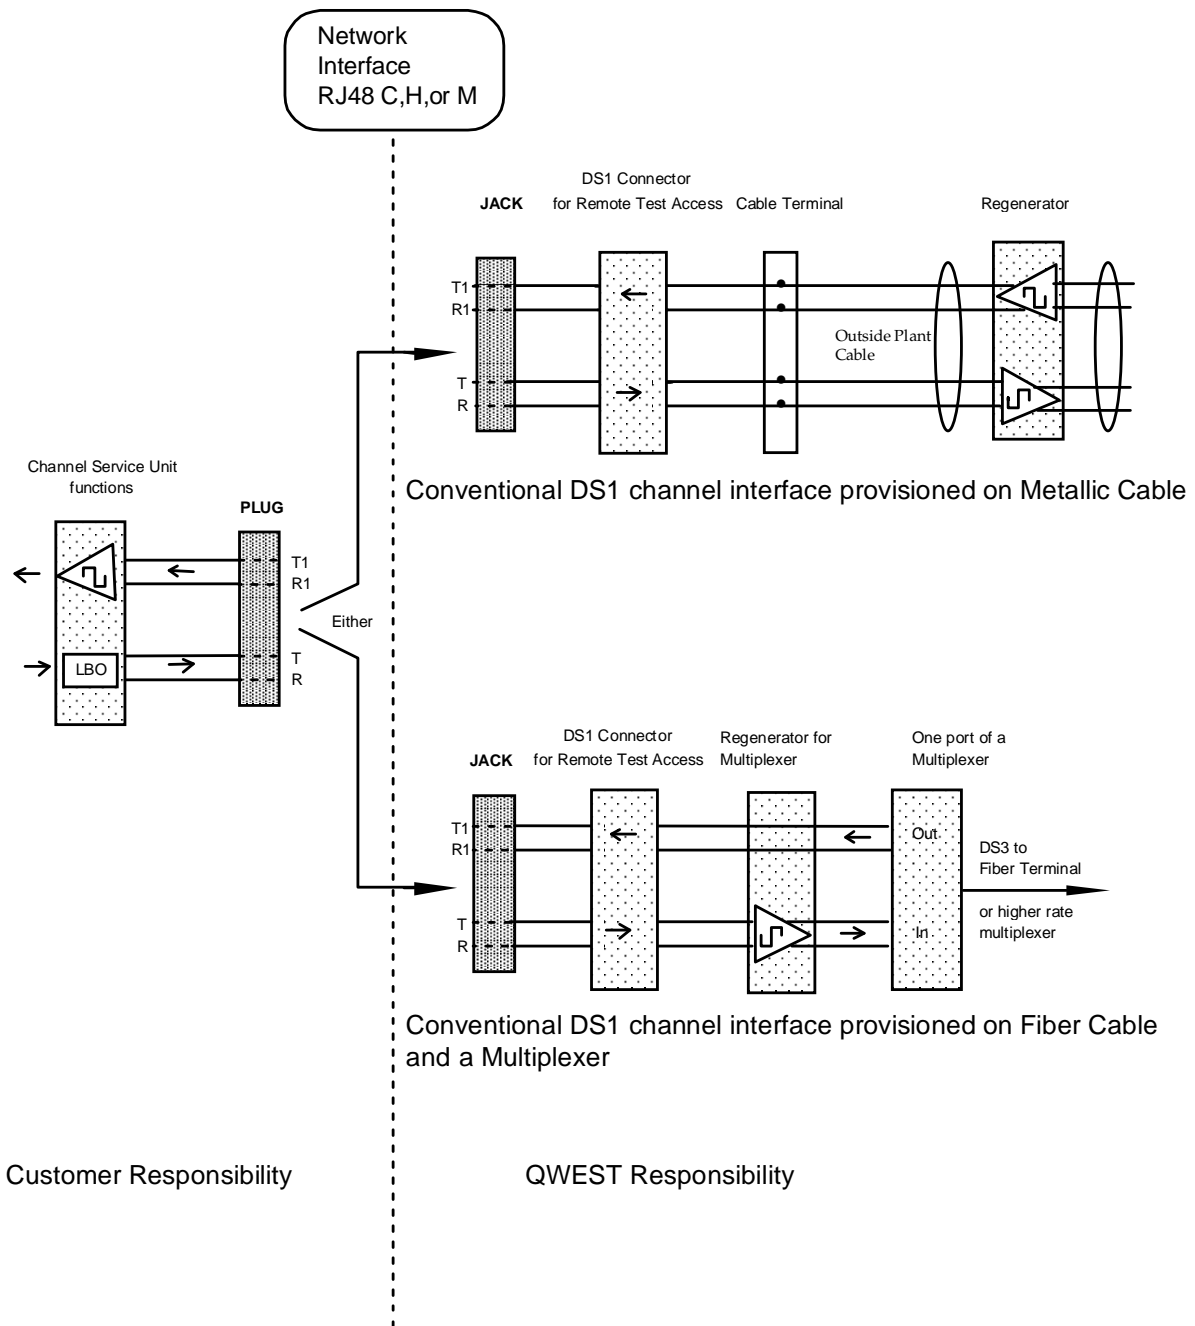 Network
Interface
RJ48 C,H,or M
DS1 Connector
for Remote Test Access
JACK
Cable Terminal
Regenerator
T1
R1
Outside Plant
Cable
T
R
Conventional DS1 channel interface provisioned on Metallic Cable
Channel Service Unit
functions
PLUG
T1
R1
Either
LBO
T
R
DS1 Connector
for Remote Test Access
JACK
Regenerator for
Multiplexer
One port of a
Multiplexer
T1
R1
Out
DS3 to
Fiber Terminal
or higher rate
multiplexer
T
R
In
Conventional DS1 channel interface provisioned on Fiber Cable
and a Multiplexer
Customer Responsibility
QWEST Responsibility